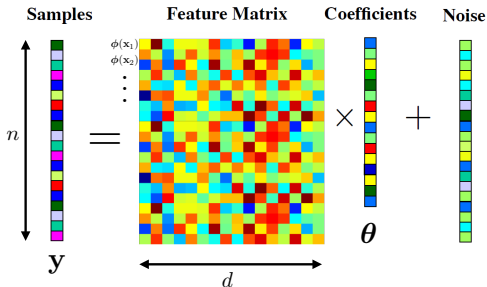 Samples Feature Matrix Coefficients Noise
ϕ(x₁)
ϕ(x₂)
⋮
n = × +
y θ
d